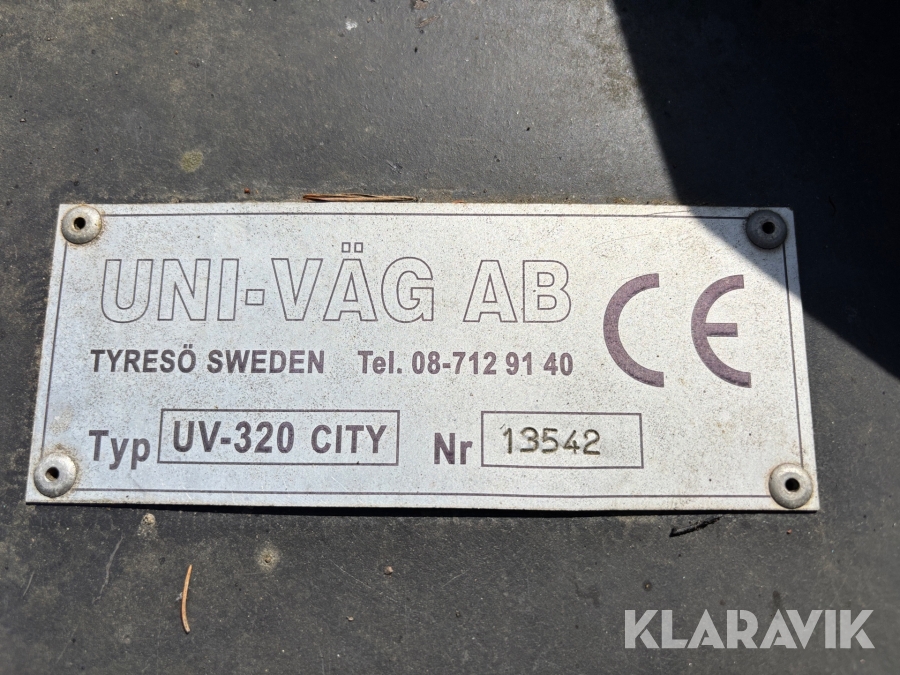 UNI-VÄG AB
CE
TYRESÖ SWEDEN Tel. 08-712 91 40
Typ UV-320 CITY Nr 13542
KLARAVIK